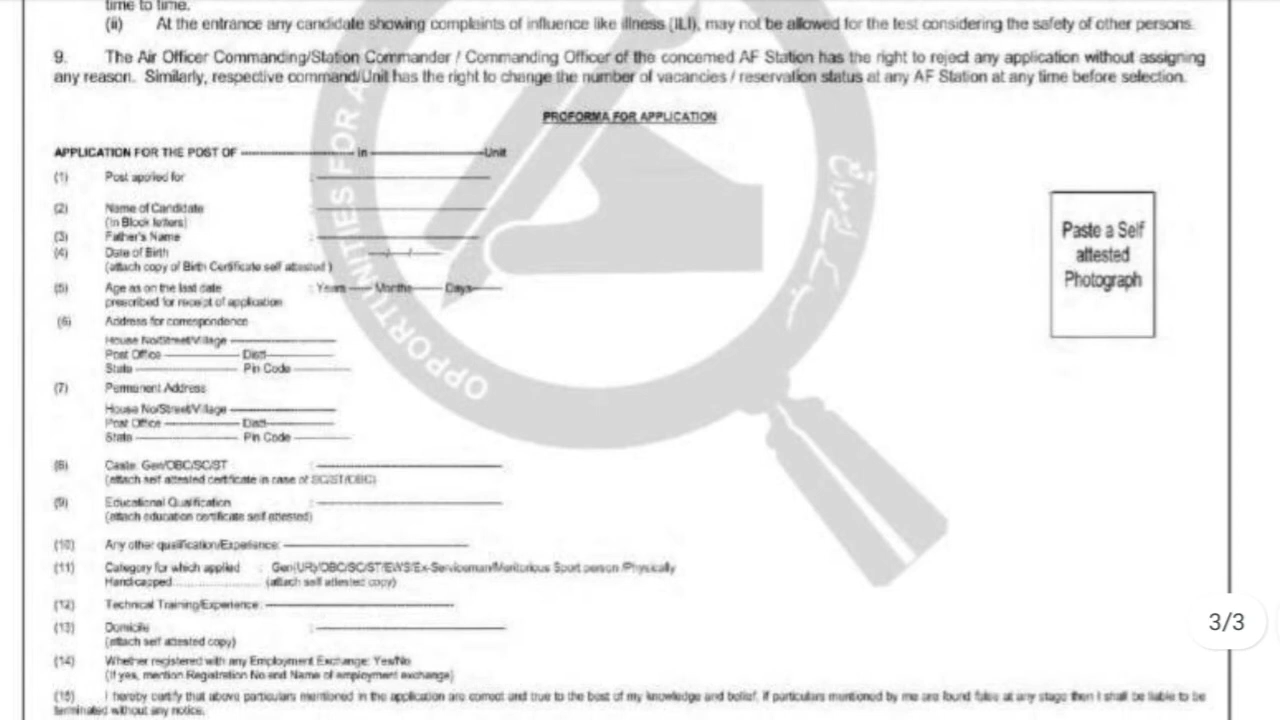 time to time.
(ii) At the entrance any candidate showing complaints of influence like illness (ILI), may not be allowed for the test considering the safety of other persons.
9. The Air Officer Commanding/Station Commander / Commanding Officer of the concerned AF Station has the right to reject any application without assigning
any reason. Similarly, respective command/Unit has the right to change the number of vacancies / reservation status at any AF Station at any time before selection.
PROFORMA FOR APPLICATION
APPLICATION FOR THE POST OF ------------------------ in ------------------------Unit
(1) Post applied for : ------------------------
(2) Name of Candidate : ------------------------
(In Block letters)
(3) Father's Name : ------------------------
(4) Date of Birth ----/----/----
(attach copy of Birth Certificate self attested )
(5) Age as on the last date : Years ---- Months---- Days----
prescribed for receipt of application
(6) Address for correspondence
House No/Street/Village ----------------
Post Office ------------ Distt------------
State ---------------- Pin Code ----------
(7) Permanent Address
House No/Street/Village ----------------
Post Office ------------ Distt------------
State ---------------- Pin Code ----------
(8) Caste: Gen/OBC/SC/ST : ------------------------
(attach self attested certificate in case of SC/ST/OBC)
(9) Educational Qualification : ------------------------
(attach education certificate self attested)
(10) Any other qualification/Experience: ------------------------
(11) Category for which applied : Gen(UR)/OBC/SC/ST/EWS/Ex-Serviceman/Meritorious Sport person /Physically
Handicapped...................... (attach self attested copy)
(12) Technical Training/Experience: ------------------------
(13) Domicile : ------------------------
(attach self attested copy)
(14) Whether registered with any Employment Exchange: Yes/No
(If yes, mention Registration No and Name of employment exchange)
(15) I hereby certify that above particulars mentioned in the application are correct and true to the best of my knowledge and belief, if particulars mentioned by me are found false at any stage then I shall be liable to be
terminated without any notice.
Paste a Self
attested
Photograph
OPPORTUNITIES FOR A
3/3